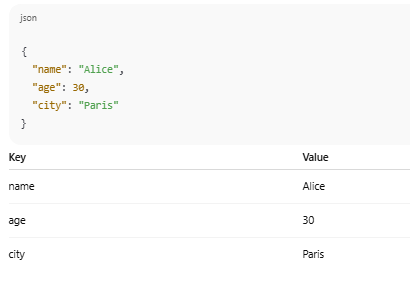 json
{
  "name": "Alice",
  "age": 30,
  "city": "Paris"
}
Key Value
name Alice
age 30
city Paris